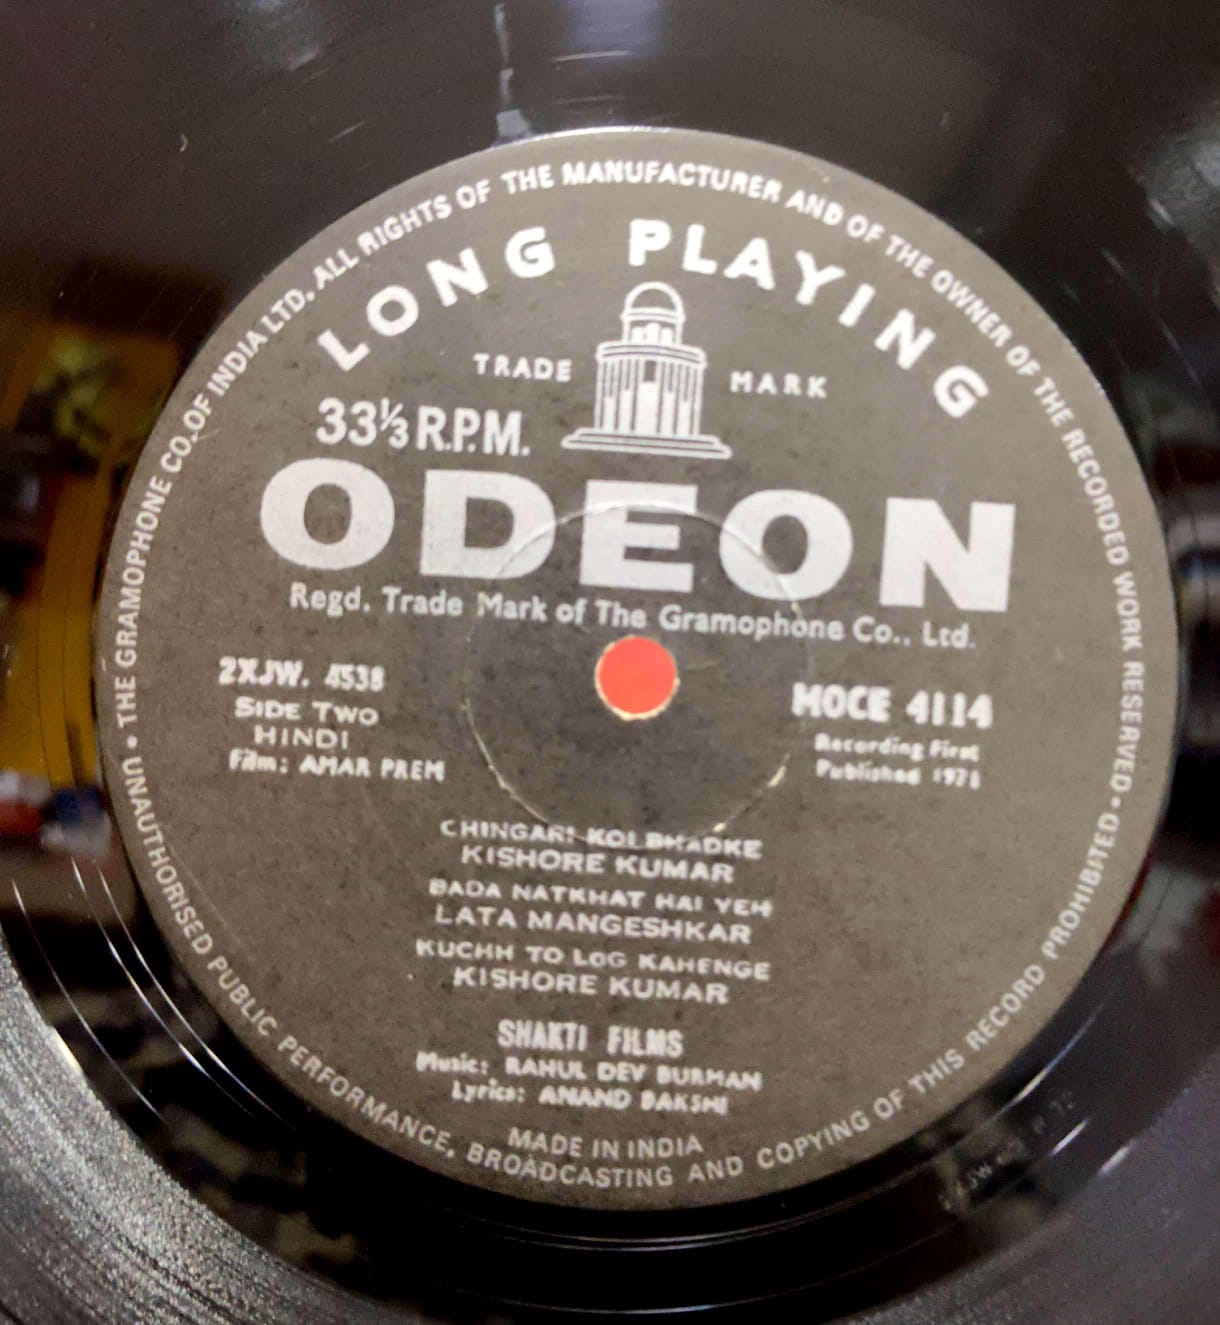 THE GRAMOPHONE CO. OF INDIA LTD. ALL RIGHTS OF THE MANUFACTURER AND OF THE OWNER OF THE RECORDED WORK RESERVED • UNAUTHORISED PUBLIC PERFORMANCE, BROADCASTING AND COPYING OF THIS RECORD PROHIBITED •
LONG PLAYING
TRADE MARK
33⅓ R.P.M.
ODEON
Regd. Trade Mark of The Gramophone Co., Ltd.
2XJW. 4538
SIDE TWO
HINDI
Film: AMAR PREM
MOCE 4114
Recording First
Published
CHINGARI KOI BHADKE
KISHORE KUMAR
BADA NATKHAT HAI YEH
LATA MANGESHKAR
KUCHH TO LOG KAHENGE
KISHORE KUMAR
SHAKTI FILMS
Music: RAHUL DEV BURMAN
Lyrics: ANAND BAKSHI
MADE IN INDIA